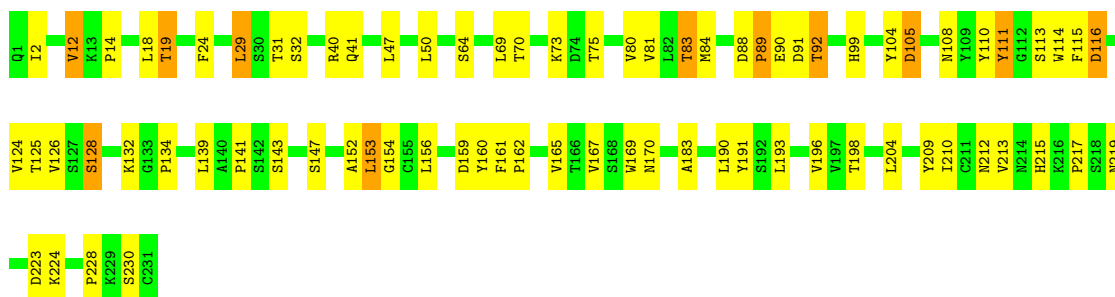 Q1 I2 V12 K13 P14 L18 T19 F24 L29 S30 T31 S32 R40 Q41 L47 L50 S64 L69 T70 K73 D74 T75 V80 V81 L82 T83 M84 D88 P89 E90 D91 T92 H99 Y104 D105 N108 Y109 Y110 Y111 G112 S113 W114 F115 D116
V124 T125 V126 S127 S128 K132 G133 P134 L139 A140 P141 S142 S143 S147 A152 L153 G154 C155 L156 D159 Y160 F161 P162 V165 T166 V167 S168 W169 N170 A183 L190 Y191 S192 L193 V196 V197 T198 L204 Y209 I210 C211 N212 V213 N214 H215 K216 P217 S218 N219
D223 K224 P228 K229 S230 C231